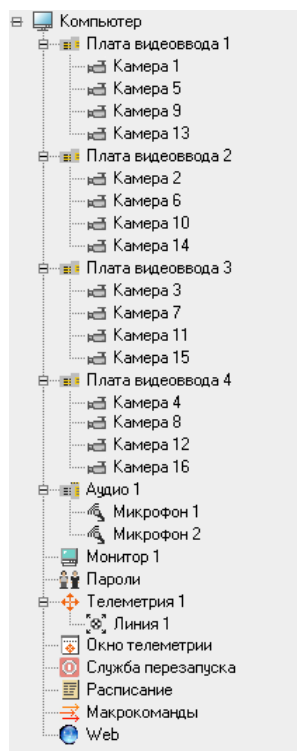 Компьютер
Плата видеоввода 1
Камера 1
Камера 5
Камера 9
Камера 13
Плата видеоввода 2
Камера 2
Камера 6
Камера 10
Камера 14
Плата видеоввода 3
Камера 3
Камера 7
Камера 11
Камера 15
Плата видеоввода 4
Камера 4
Камера 8
Камера 12
Камера 16
Аудио 1
Микрофон 1
Микрофон 2
Монитор 1
Пароли
Телеметрия 1
Линия 1
Окно телеметрии
Служба перезапуска
Расписание
Макрокоманды
Web